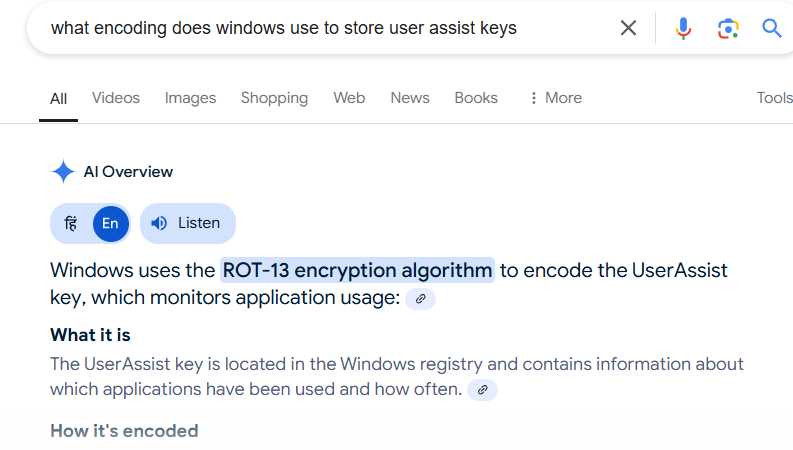 what encoding does windows use to store user assist keys
All Videos Images Shopping Web News Books More Tools
AI Overview
हिं En Listen
Windows uses the ROT-13 encryption algorithm to encode the UserAssist
key, which monitors application usage:
What it is
The UserAssist key is located in the Windows registry and contains information about
which applications have been used and how often.
How it's encoded